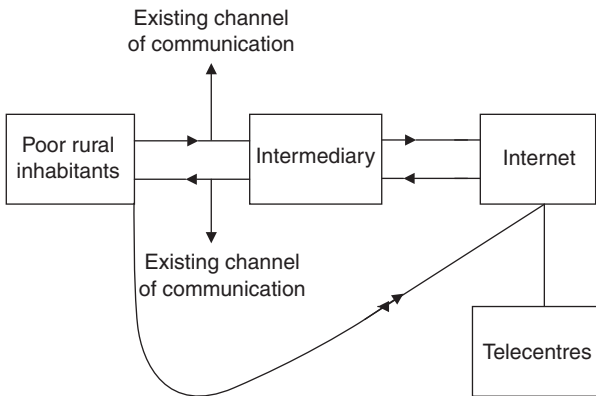 Existing channel
of communication
Poor rural
inhabitants
Intermediary
Internet
Existing channel
of communication
Telecentres